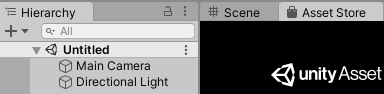 Hierarchy
All
Untitled
Main Camera
Directional Light
Scene
Asset Store
unity Asset